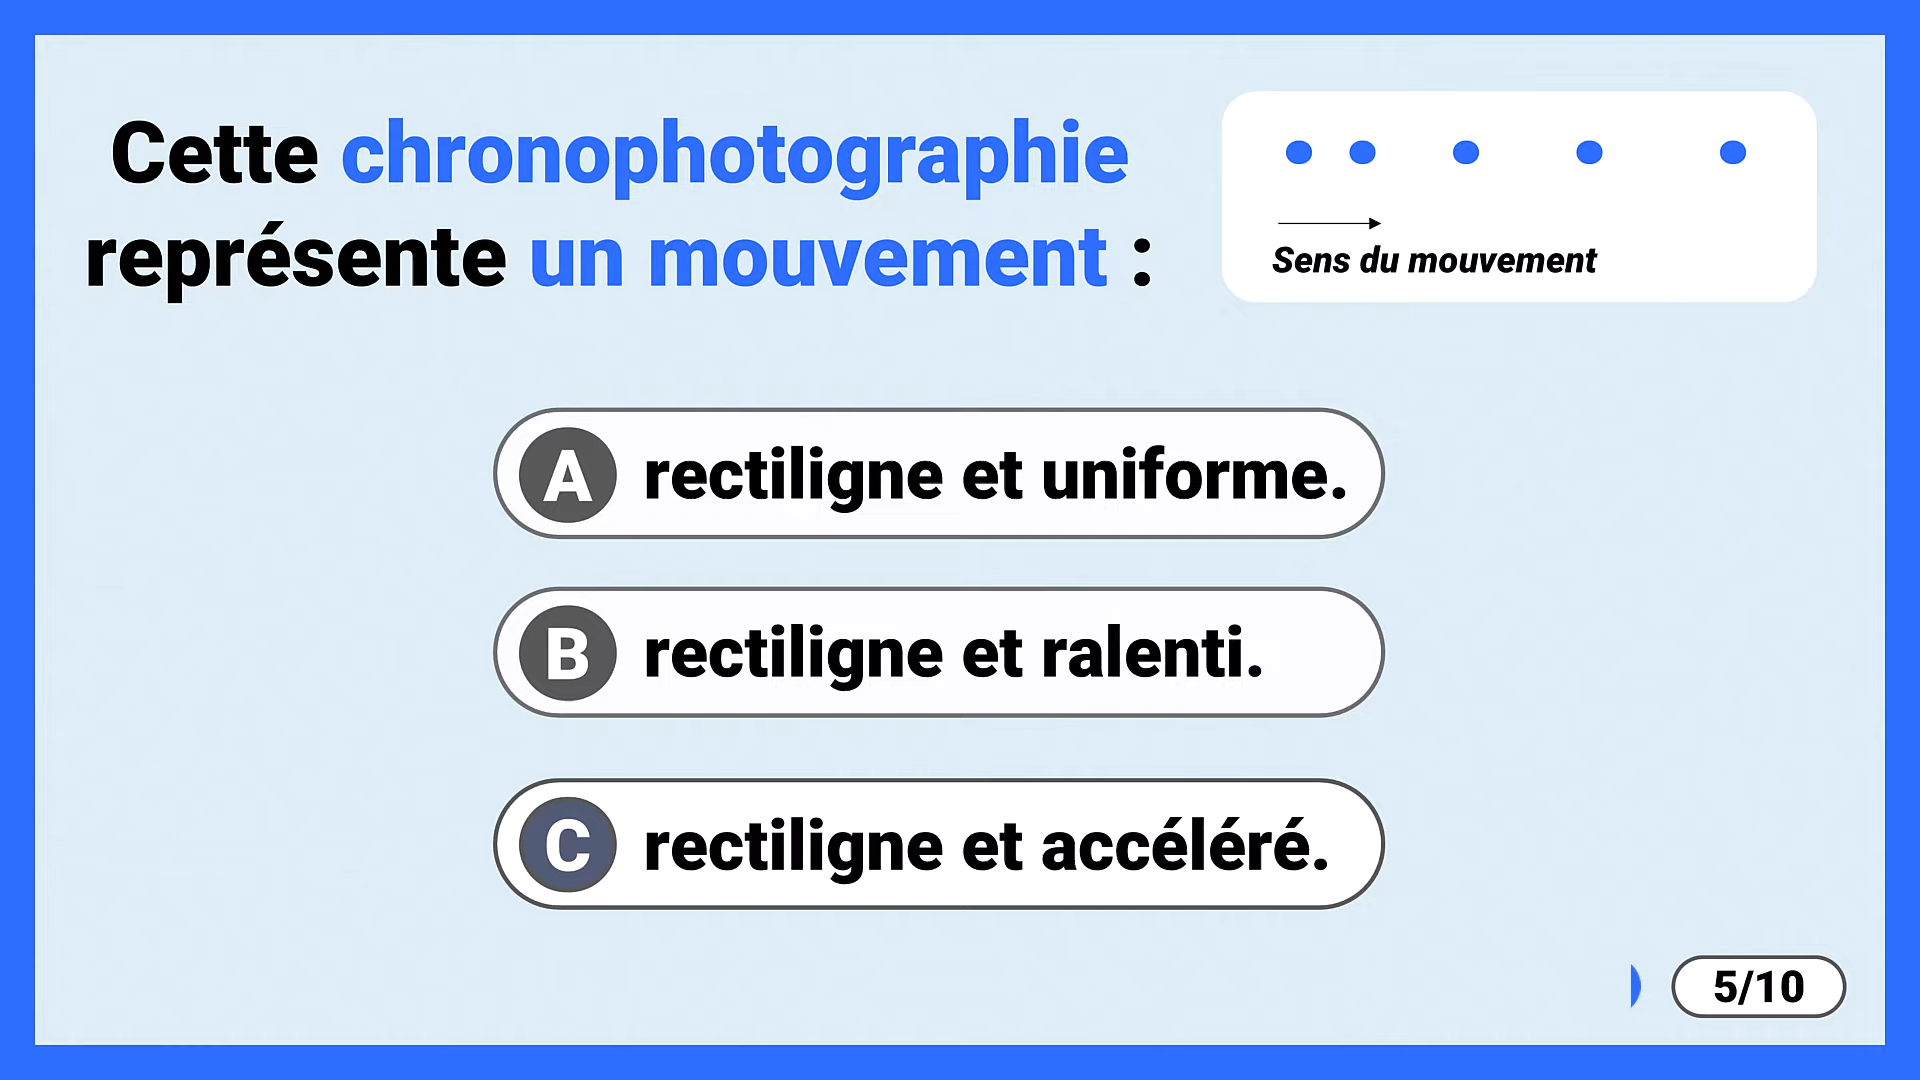 Cette chronophotographie
représente un mouvement :
Sens du mouvement
A rectiligne et uniforme.
B rectiligne et ralenti.
C rectiligne et accéléré.
5/10